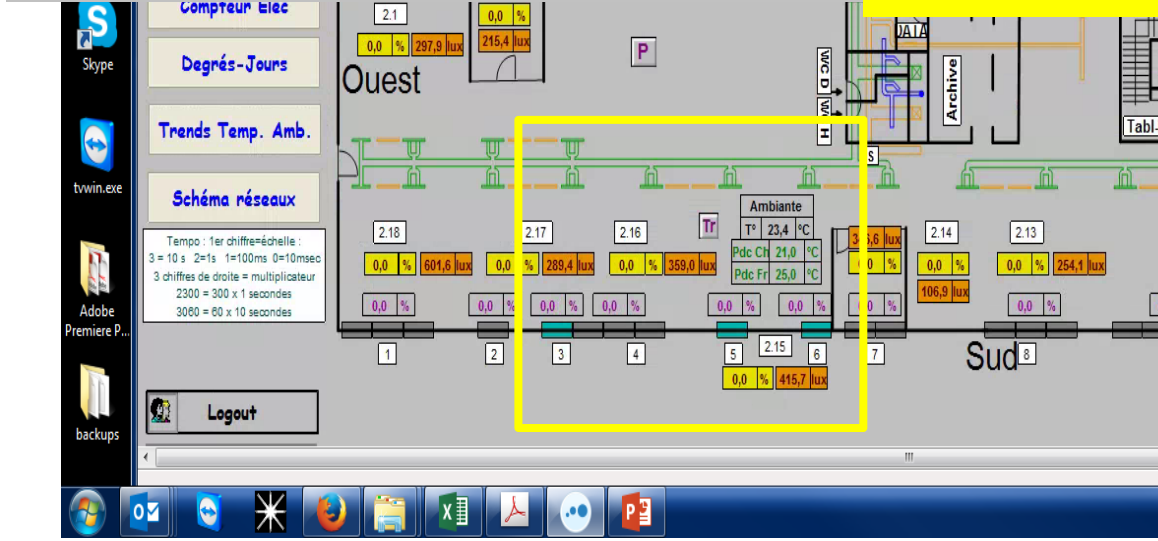 Compteur Elec
Degrés-Jours
Trends Temp. Amb.
Schéma réseaux
Tempo : 1er chiffre=échelle :
3 = 10 s 2=1s 1=100ms 0=10msec
3 chiffres de droite = multiplicateur
2300 = 300 x 1 secondes
3060 = 60 x 10 secondes
Logout
Skype
tvwin.exe
Adobe
Premiere P...
backups
2.1
0,0 %
0,0 % 297,9 lux
215,4 lux
P
Ouest
WC D
WC H
DATA
Archive
Tabl-
S
2.18
2.17
2.16
Tr
Ambiante
T° 23,4 °C
Pdc Ch 21,0 °C
Pdc Fr 25,0 °C
2.14
2.13
0,0 % 601,6 lux
0,0 % 289,4 lux
0,0 % 359,0 lux
6,6 lux
0,0 %
0,0 %
106,9 lux
0,0 % 254,1 lux
0,0 %
0,0 %
0,0 %
0,0 %
0,0 %
0,0 %
0,0 %
0,0 %
1
2
3
4
5
2.15
6
7
Sud
8
0,0 % 415,7 lux